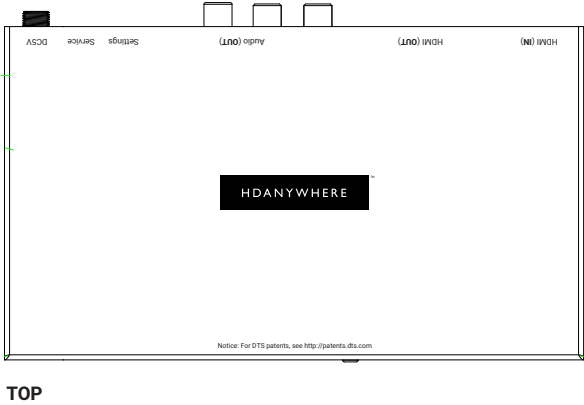 DC5V Service Settings Audio (OUT) HDMI (OUT) HDMI (IN)
HDANYWHERE™
Notice: For DTS patents, see http://patents.dts.com
TOP